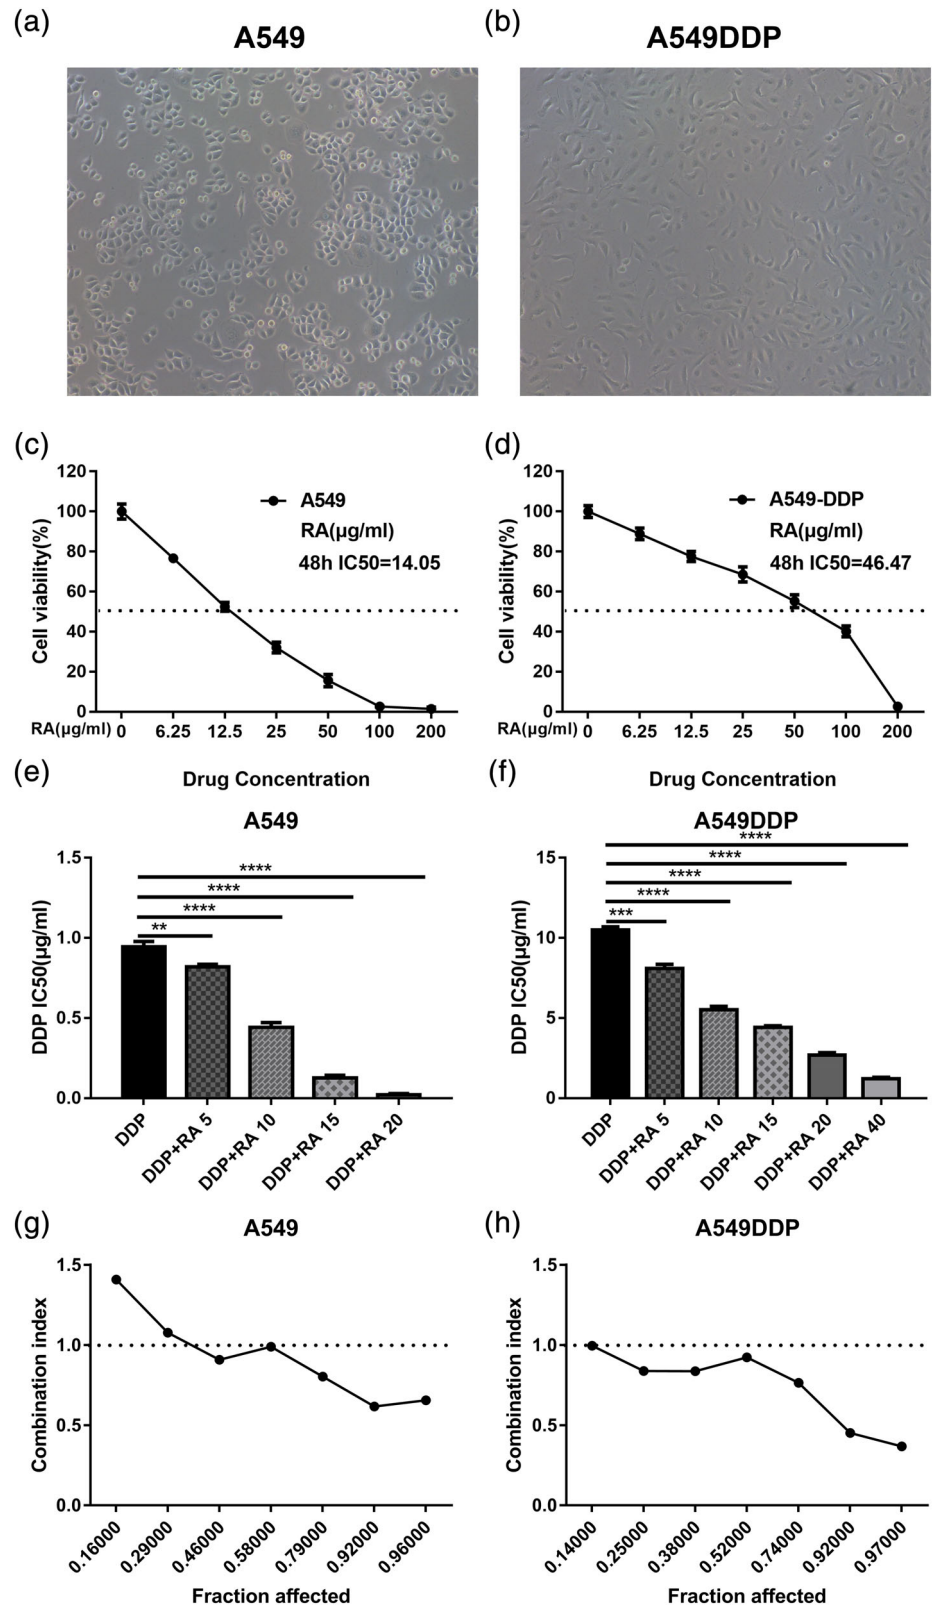 (a)
A549
(b)
A549DDP
(c)
120
100
80
60
40
20
0
Cell viability(%)
A549
RA(μg/ml)
48h IC50=14.05
RA(μg/ml) 0 6.25 12.5 25 50 100 200
Drug Concentration
(d)
120
100
80
60
40
20
0
Cell viability(%)
A549-DDP
RA(μg/ml)
48h IC50=46.47
RA(μg/ml) 0 6.25 12.5 25 50 100 200
Drug Concentration
(e)
A549
1.5
1.0
0.5
0.0
DDP IC50(μg/ml)
****
****
****
**
DDP
DDP+RA 5
DDP+RA 10
DDP+RA 15
DDP+RA 20
(f)
A549DDP
15
10
5
0
DDP IC50(μg/ml)
****
****
****
****
***
DDP
DDP+RA 5
DDP+RA 10
DDP+RA 15
DDP+RA 20
DDP+RA 40
(g)
A549
1.5
1.0
0.5
0.0
Combination index
0.16000
0.29000
0.46000
0.58000
0.79000
0.92000
0.96000
Fraction affected
(h)
A549DDP
1.5
1.0
0.5
0.0
Combination index
0.14000
0.25000
0.38000
0.52000
0.74000
0.92000
0.97000
Fraction affected